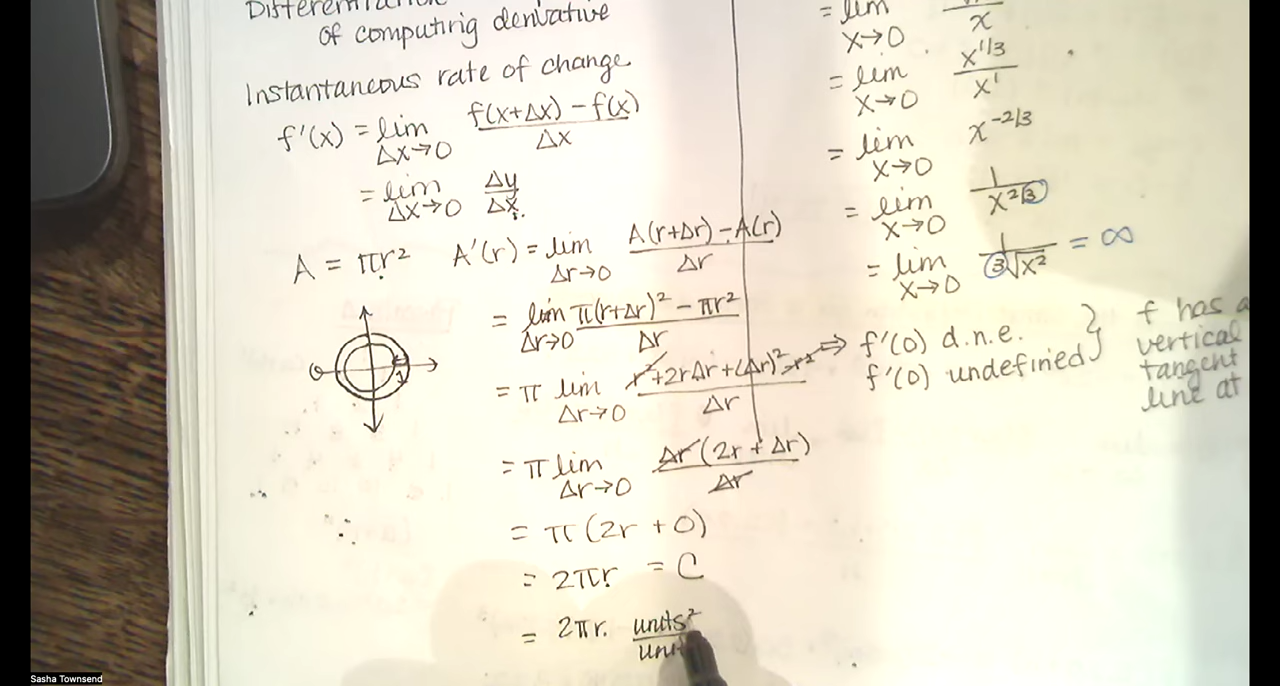 Differentiation
of computing derivative
Instantaneous rate of change
f'(x) = lim Δx→0 f(x+Δx) - f(x) / Δx
= lim Δx→0 Δy / Δx.
A = πr² A'(r) = lim Δr→0 A(r+Δr) - A(r) / Δr
= lim Δr→0 π(r+Δr)² - πr² / Δr
= π lim Δr→0 r²+2rΔr+(Δr)²-r² / Δr
= π lim Δr→0 Δr(2r+Δr) / Δr
= π(2r+0)
= 2πr = C
= 2πr. units² /
= lim x→0 / x
= lim x→0 x^1/3 / x^1
= lim x→0 x^-2/3
= lim x→0 1 / x^2/3
= lim x→0 1 / ³√x² = ∞
⇒ f'(0) d.n.e. } f has a
f'(0) undefined vertical
tangent
line at
Sasha Townsend